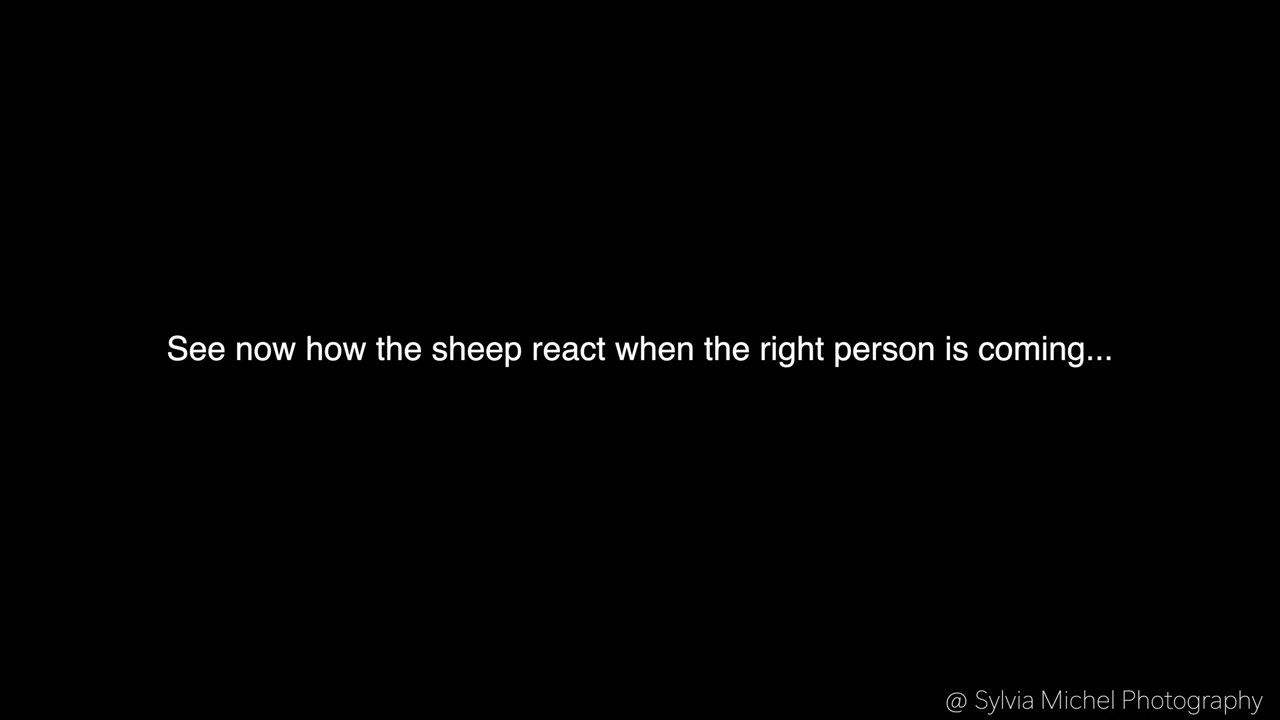 See now how the sheep react when the right person is coming...
@ Sylvia Michel Photography